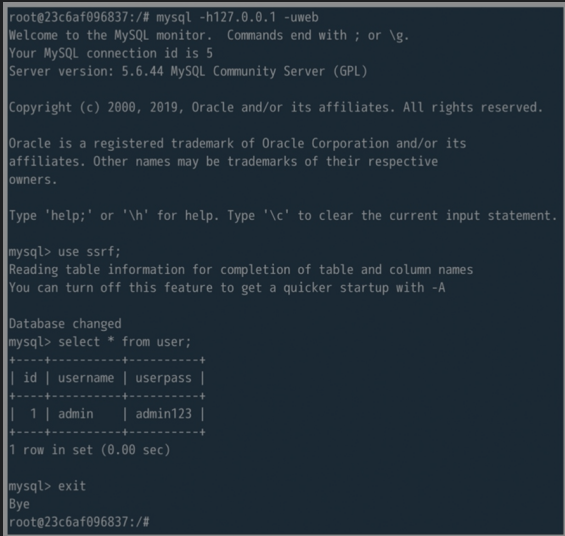 root@23c6af096837:/# mysql -h127.0.0.1 -uweb
Welcome to the MySQL monitor.  Commands end with ; or \g.
Your MySQL connection id is 5
Server version: 5.6.44 MySQL Community Server (GPL)

Copyright (c) 2000, 2019, Oracle and/or its affiliates. All rights reserved.

Oracle is a registered trademark of Oracle Corporation and/or its
affiliates. Other names may be trademarks of their respective
owners.

Type 'help;' or '\h' for help. Type '\c' to clear the current input statement.

mysql> use ssrf;
Reading table information for completion of table and column names
You can turn off this feature to get a quicker startup with -A

Database changed
mysql> select * from user;
+----+----------+----------+
| id | username | userpass |
+----+----------+----------+
|  1 | admin    | admin123 |
+----+----------+----------+
1 row in set (0.00 sec)

mysql> exit
Bye
root@23c6af096837:/#